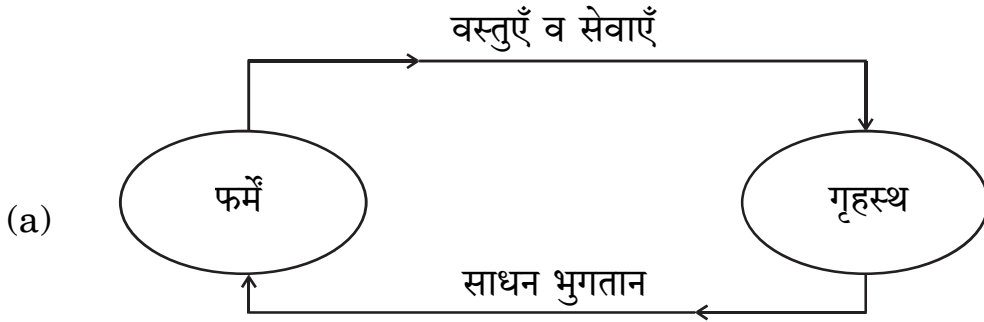 वस्तुएँ व सेवाएँ
(a)
फर्में
गृहस्थ
साधन भुगतान